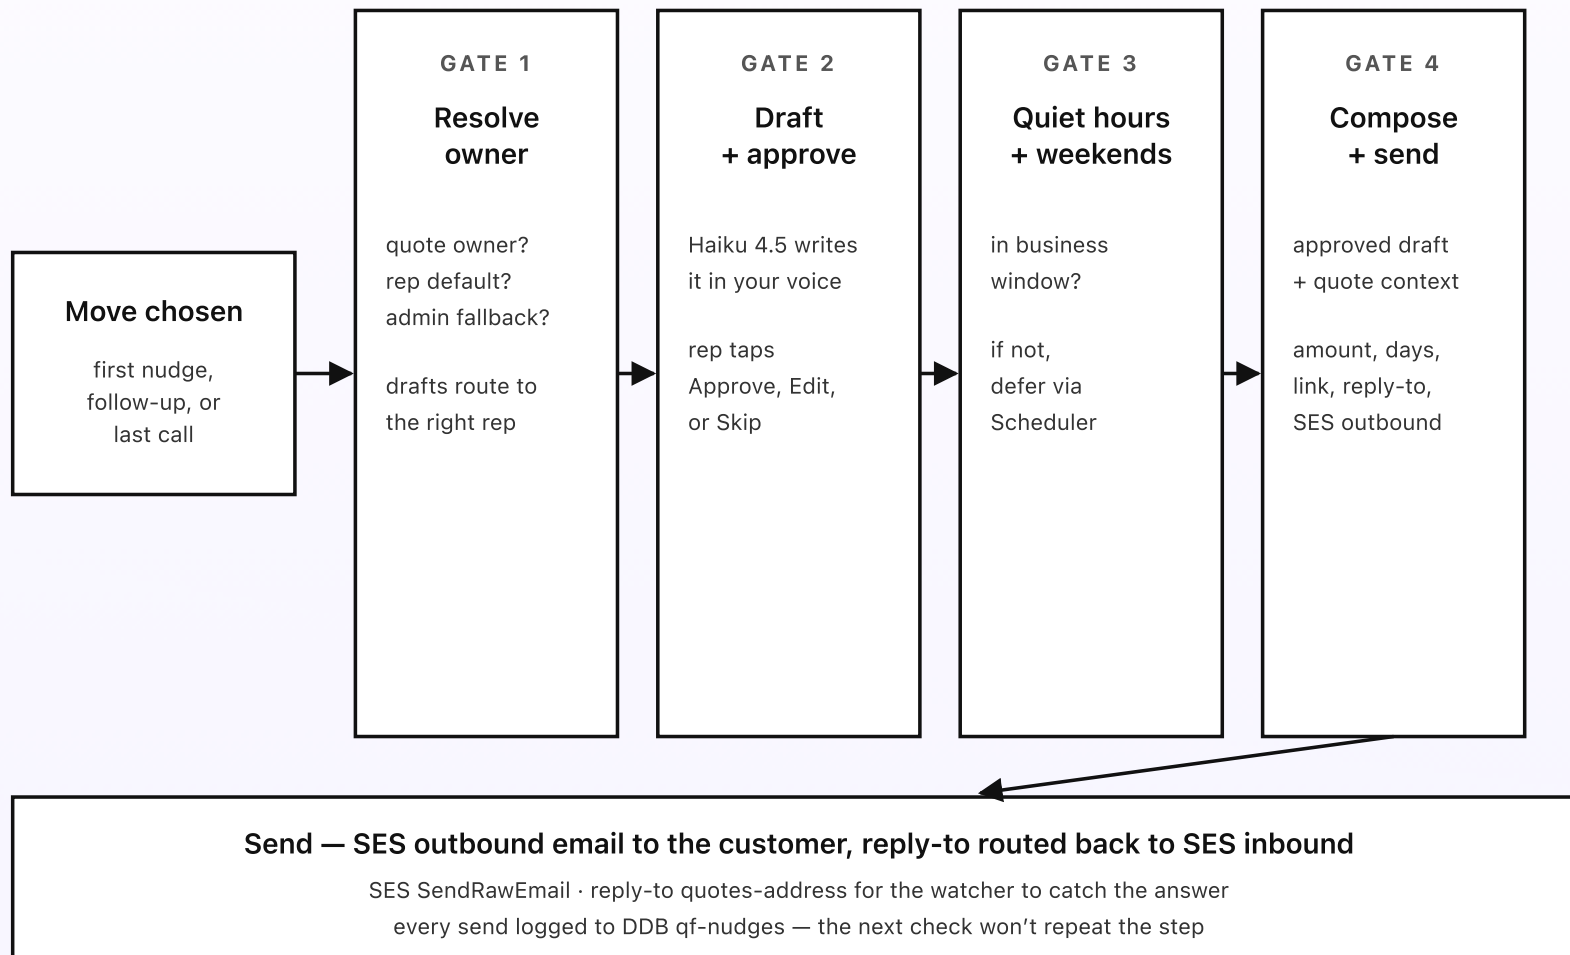 Move chosen
first nudge,
follow-up, or
last call
GATE 1
Resolve
owner
quote owner?
rep default?
admin fallback?
drafts route to
the right rep
GATE 2
Draft
+ approve
Haiku 4.5 writes
it in your voice
rep taps
Approve, Edit,
or Skip
GATE 3
Quiet hours
+ weekends
in business
window?
if not,
defer via
Scheduler
GATE 4
Compose
+ send
approved draft
+ quote context
amount, days,
link, reply-to,
SES outbound
Send — SES outbound email to the customer, reply-to routed back to SES inbound
SES SendRawEmail · reply-to quotes-address for the watcher to catch the answer
every send logged to DDB qf-nudges — the next check won’t repeat the step